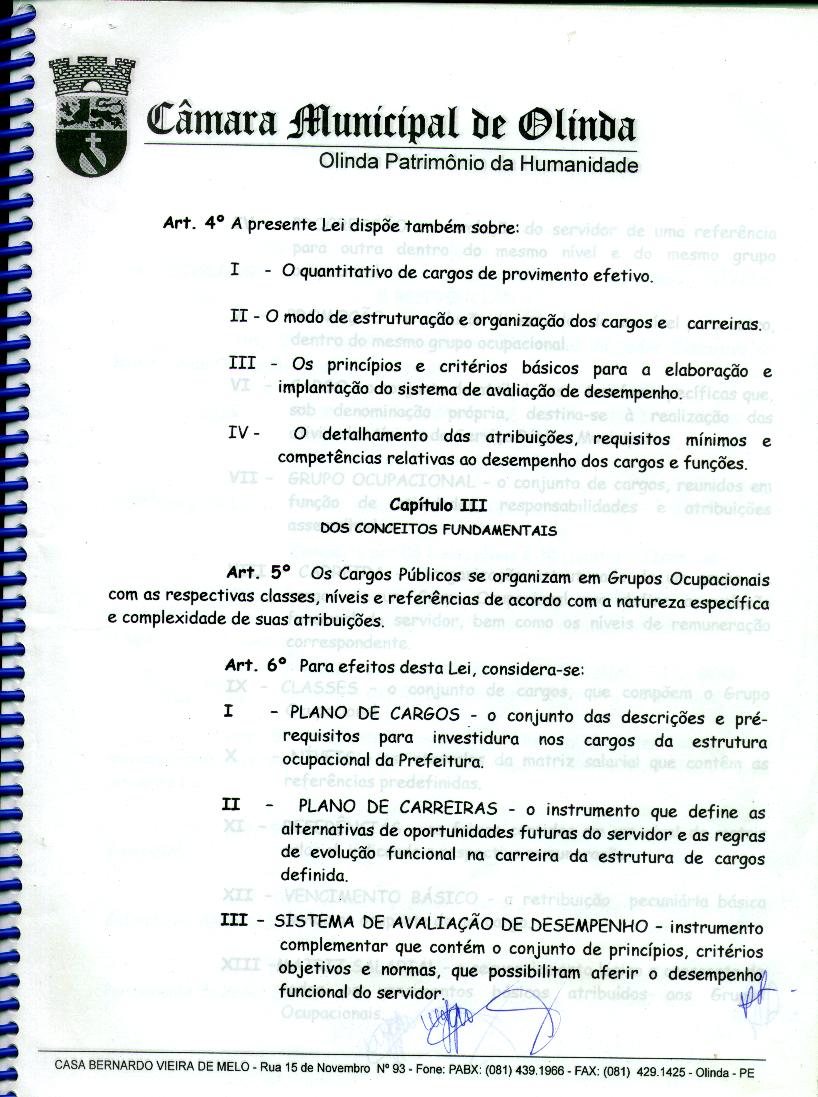 Câmara Municipal de Olinda
Olinda Patrimônio da Humanidade
Art. 4º A presente Lei dispõe também sobre:
I - O quantitativo de cargos de provimento efetivo.
II - O modo de estruturação e organização dos cargos e carreiras.
III - Os princípios e critérios básicos para a elaboração e
implantação do sistema de avaliação de desempenho.
IV - O detalhamento das atribuições, requisitos mínimos e
competências relativas ao desempenho dos cargos e funções.
Capítulo III
DOS CONCEITOS FUNDAMENTAIS
Art. 5º Os Cargos Públicos se organizam em Grupos Ocupacionais
com as respectivas classes, níveis e referências de acordo com a natureza específica
e complexidade de suas atribuições.
Art. 6º Para efeitos desta Lei, considera-se:
I - PLANO DE CARGOS - o conjunto das descrições e pré-
requisitos para investidura nos cargos da estrutura
ocupacional da Prefeitura.
II - PLANO DE CARREIRAS - o instrumento que define as
alternativas de oportunidades futuras do servidor e as regras
de evolução funcional na carreira da estrutura de cargos
definida.
III - SISTEMA DE AVALIAÇÃO DE DESEMPENHO - instrumento
complementar que contém o conjunto de princípios, critérios
objetivos e normas, que possibilitam aferir o desempenho
funcional do servidor.
CASA BERNARDO VIEIRA DE MELO - Rua 15 de Novembro Nº 93 - Fone: PABX: (081) 439.1966 - FAX: (081) 429.1425 - Olinda - PE